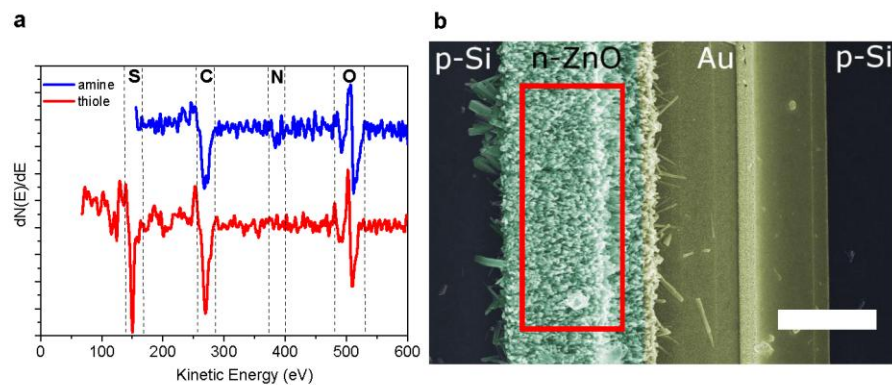 a
b
S C N O
amine
thiole
dN(E)/dE
0 100 200 300 400 500 600
Kinetic Energy (eV)
p-Si n-ZnO Au p-Si